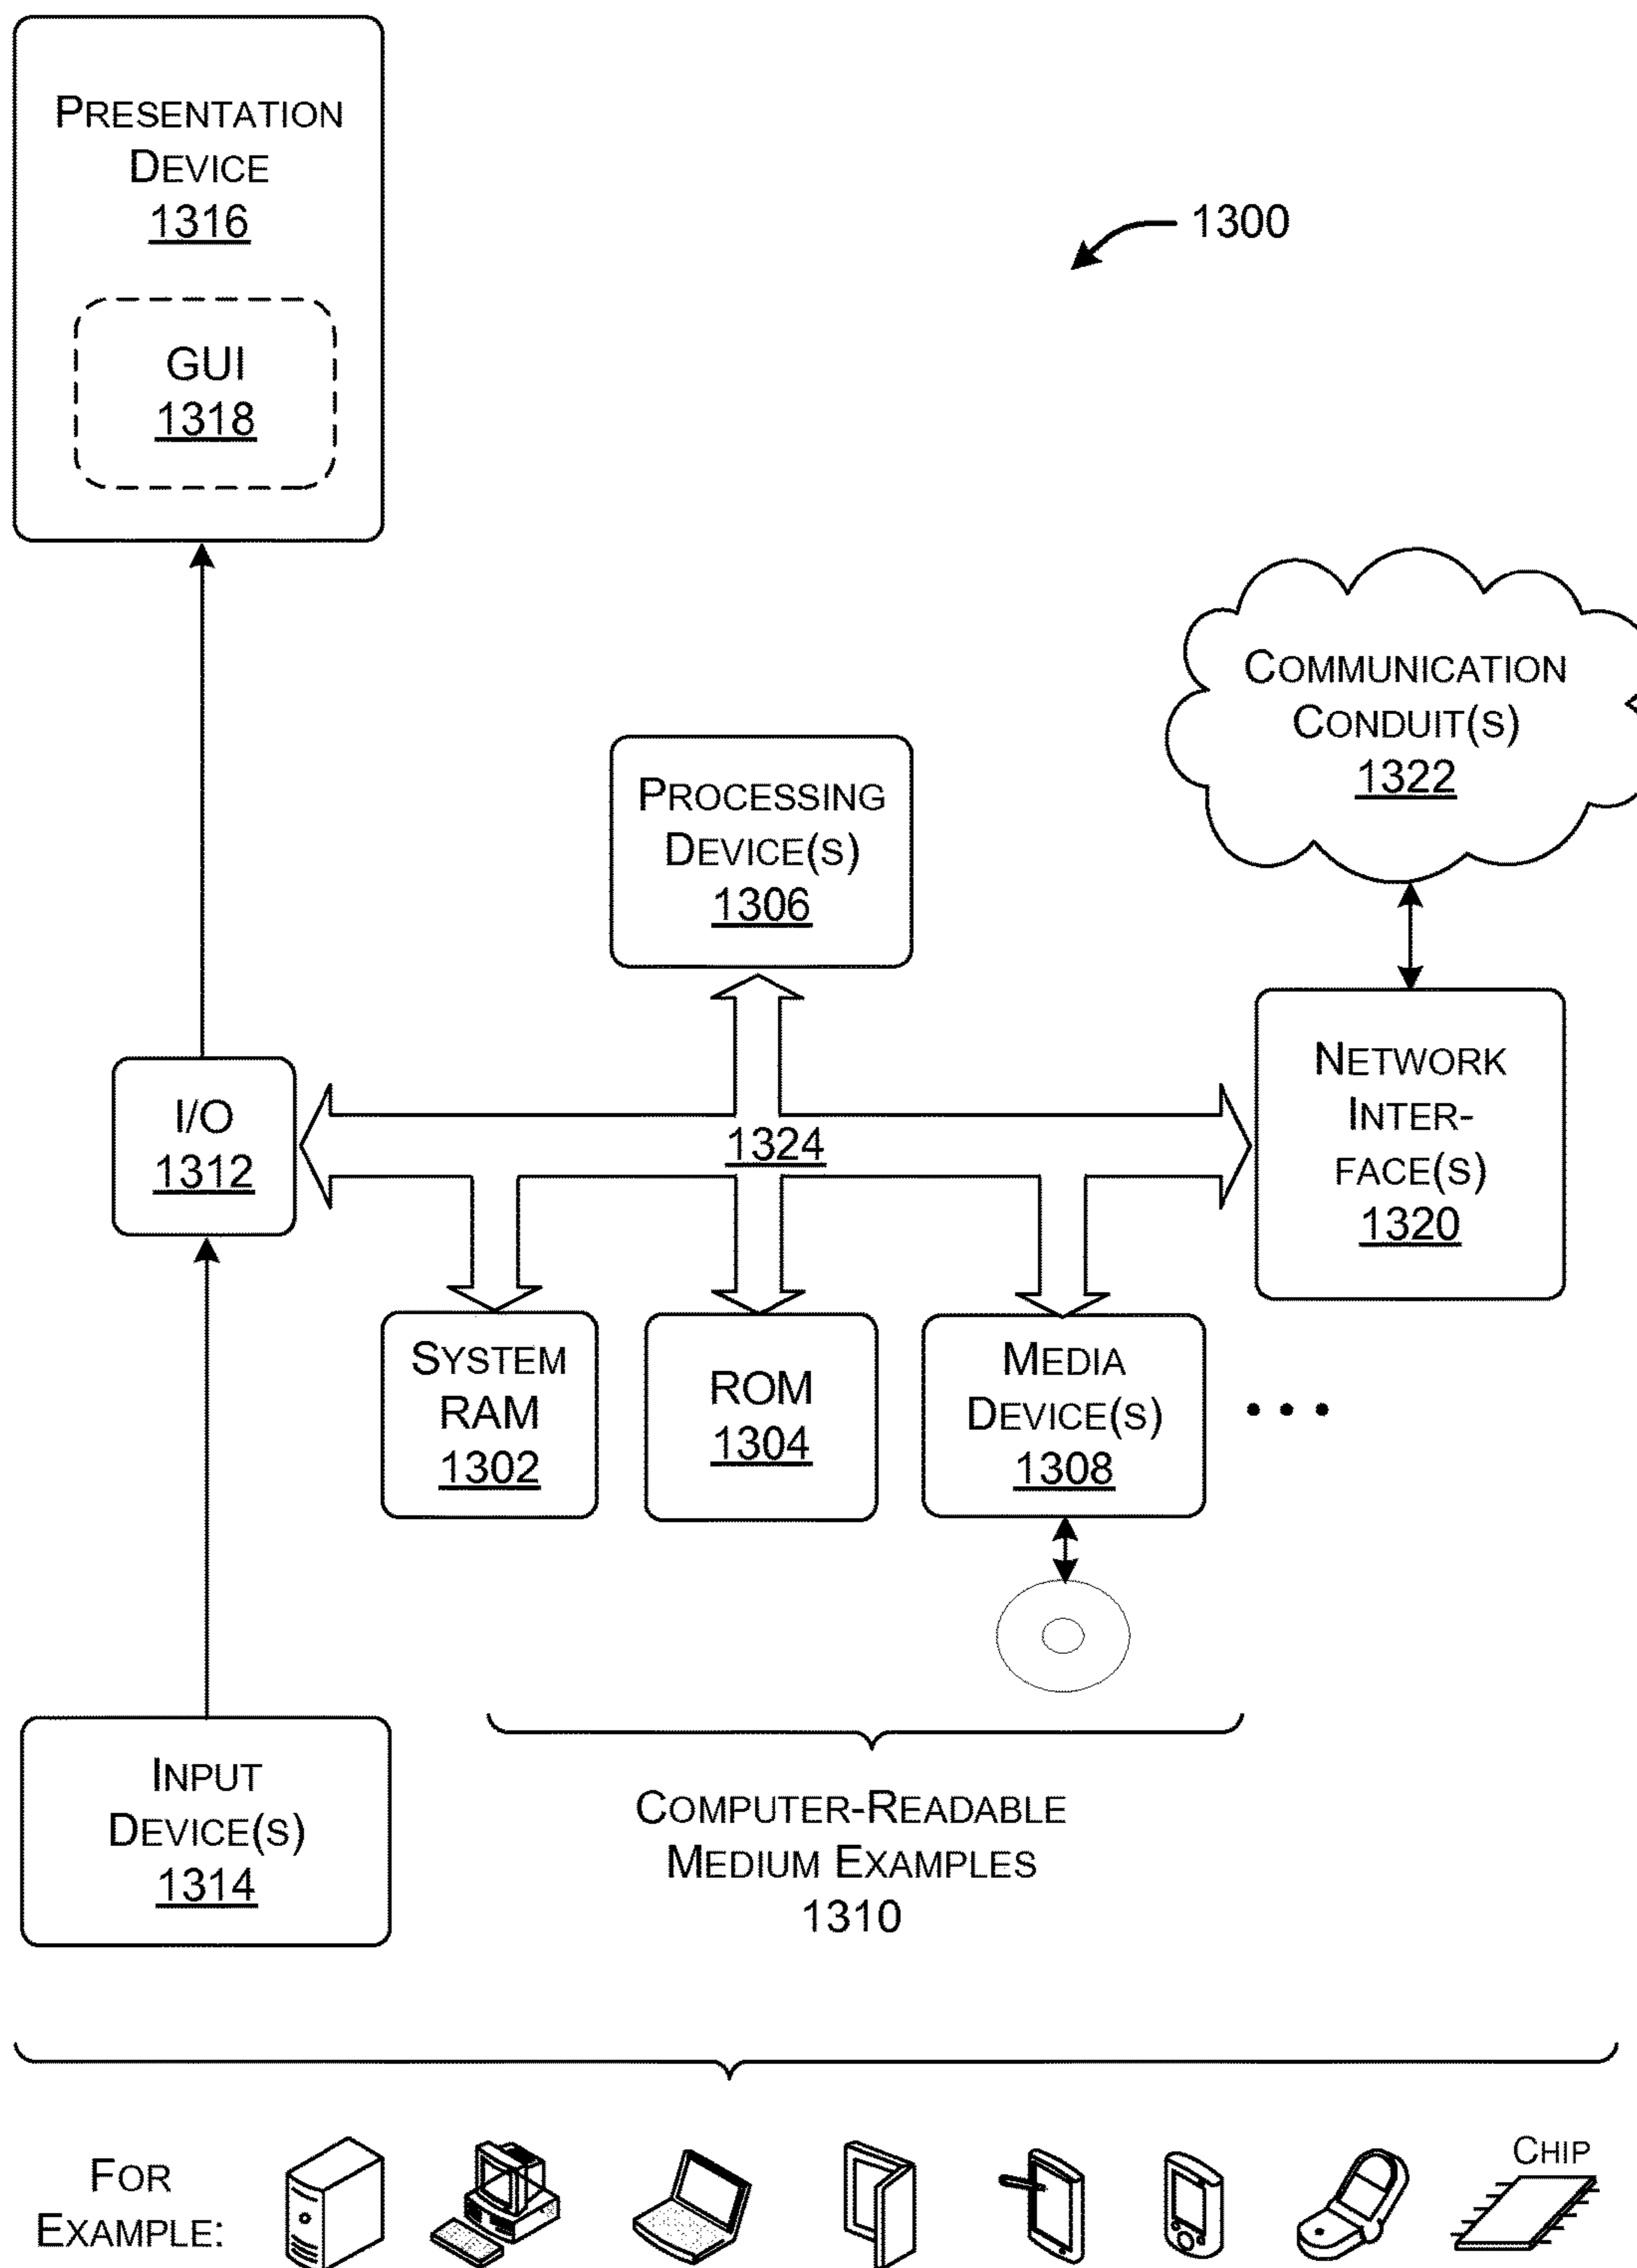 PRESENTATION
DEVICE
1316
GUI
1318
1300
COMMUNICATION
CONDUIT(S)
1322
PROCESSING
DEVICE(S)
1306
NETWORK
INTER-
FACE(S)
1320
I/O
1312
1324
SYSTEM
RAM
1302
ROM
1304
MEDIA
DEVICE(S)
1308
INPUT
DEVICE(S)
1314
COMPUTER-READABLE
MEDIUM EXAMPLES
1310
FOR
EXAMPLE:
CHIP